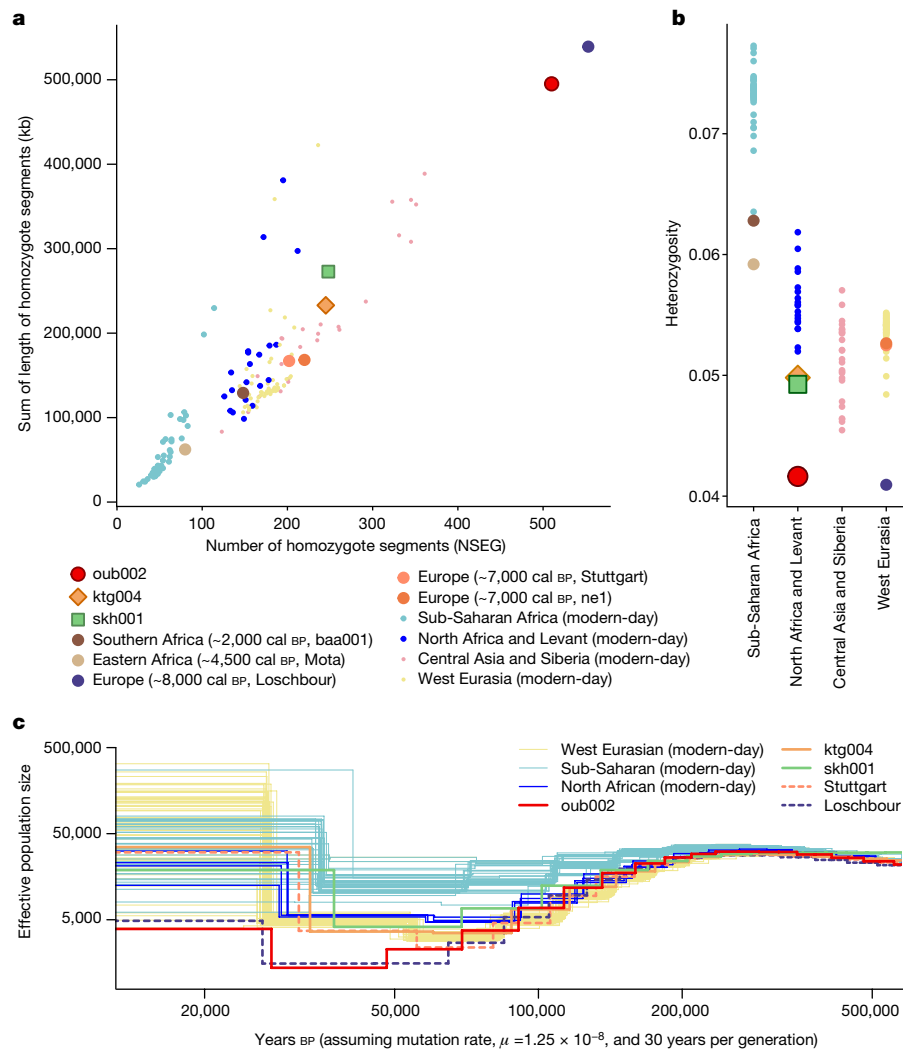 a
500,000
400,000
300,000
200,000
100,000
0
Sum of length of homozygote segments (kb)
0
100
200
300
400
500
Number of homozygote segments (NSEG)
b
0.07
0.06
0.05
0.04
Heterozygosity
Sub-Saharan Africa
North Africa and Levant
Central Asia and Siberia
West Eurasia
oub002
ktg004
skh001
Southern Africa (~2,000 cal BP, baa001)
Eastern Africa (~4,500 cal BP, Mota)
Europe (~8,000 cal BP, Loschbour)
Europe (~7,000 cal BP, Stuttgart)
Europe (~7,000 cal BP, ne1)
Sub-Saharan Africa (modern-day)
North Africa and Levant (modern-day)
Central Asia and Siberia (modern-day)
West Eurasia (modern-day)
c
500,000
50,000
5,000
Effective population size
West Eurasian (modern-day)
Sub-Saharan (modern-day)
North African (modern-day)
oub002
ktg004
skh001
Stuttgart
Loschbour
20,000
50,000
100,000
200,000
500,000
Years BP (assuming mutation rate, μ =1.25 × 10⁻⁸, and 30 years per generation)